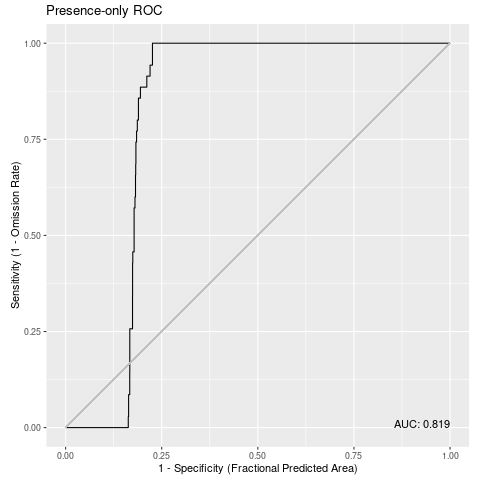 Presence-only ROC
Sensitivity (1 - Omission Rate)
1.00
0.75
0.50
0.25
0.00
AUC: 0.819
0.00 0.25 0.50 0.75 1.00
1 - Specificity (Fractional Predicted Area)